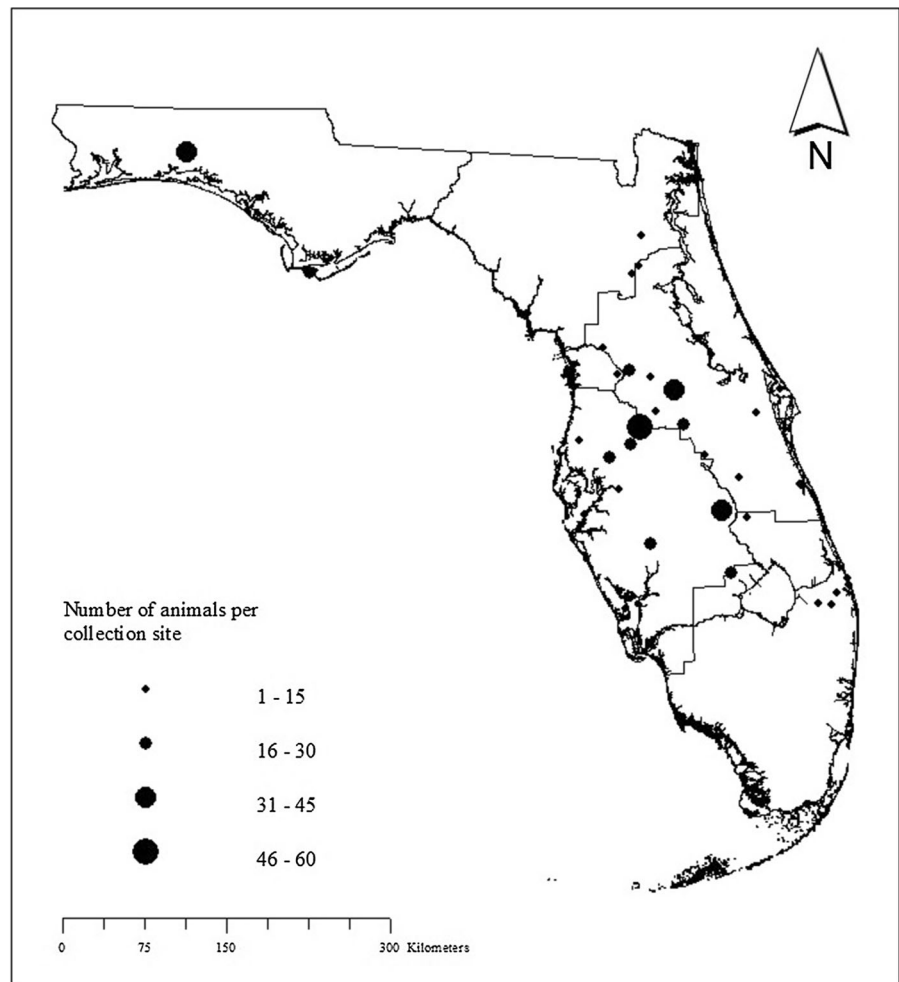 N
Number of animals per
collection site
1 - 15
16 - 30
31 - 45
46 - 60
0 75 150 300 Kilometers